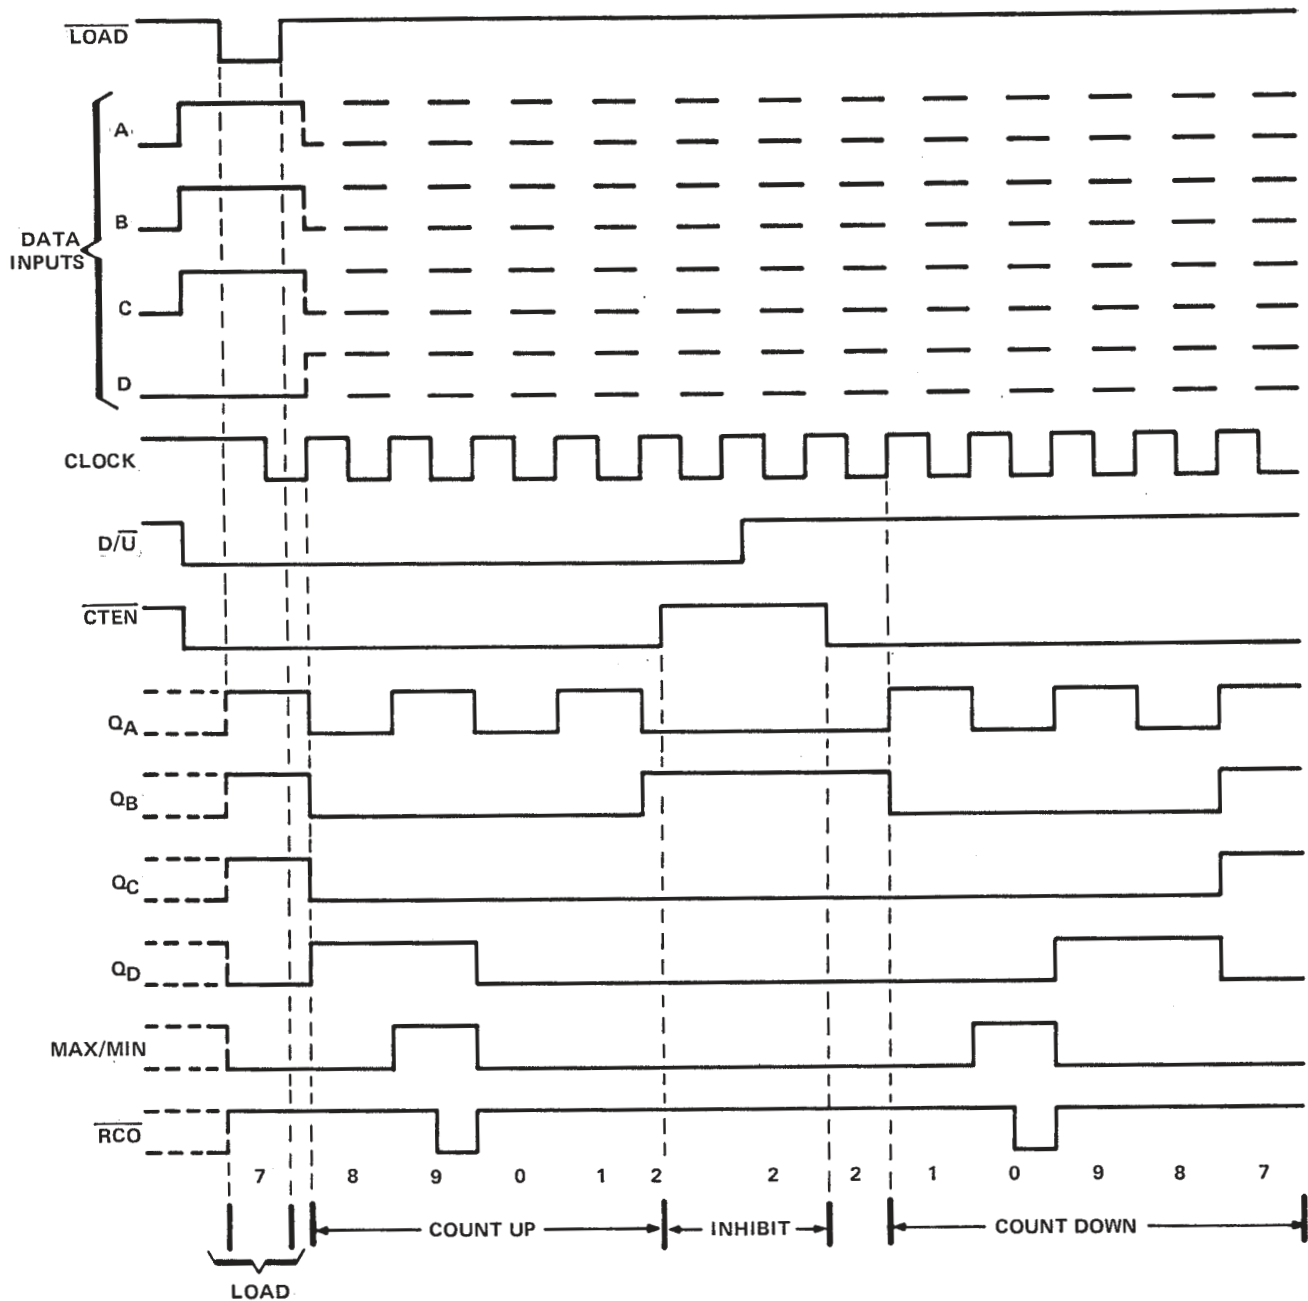 LOAD
A
B
DATA
INPUTS
C
D
CLOCK
D/U
CTEN
QA
QB
QC
QD
MAX/MIN
RCO
7 8 9 0 1 2 2 2 1 0 9 8 7
COUNT UP INHIBIT COUNT DOWN
LOAD